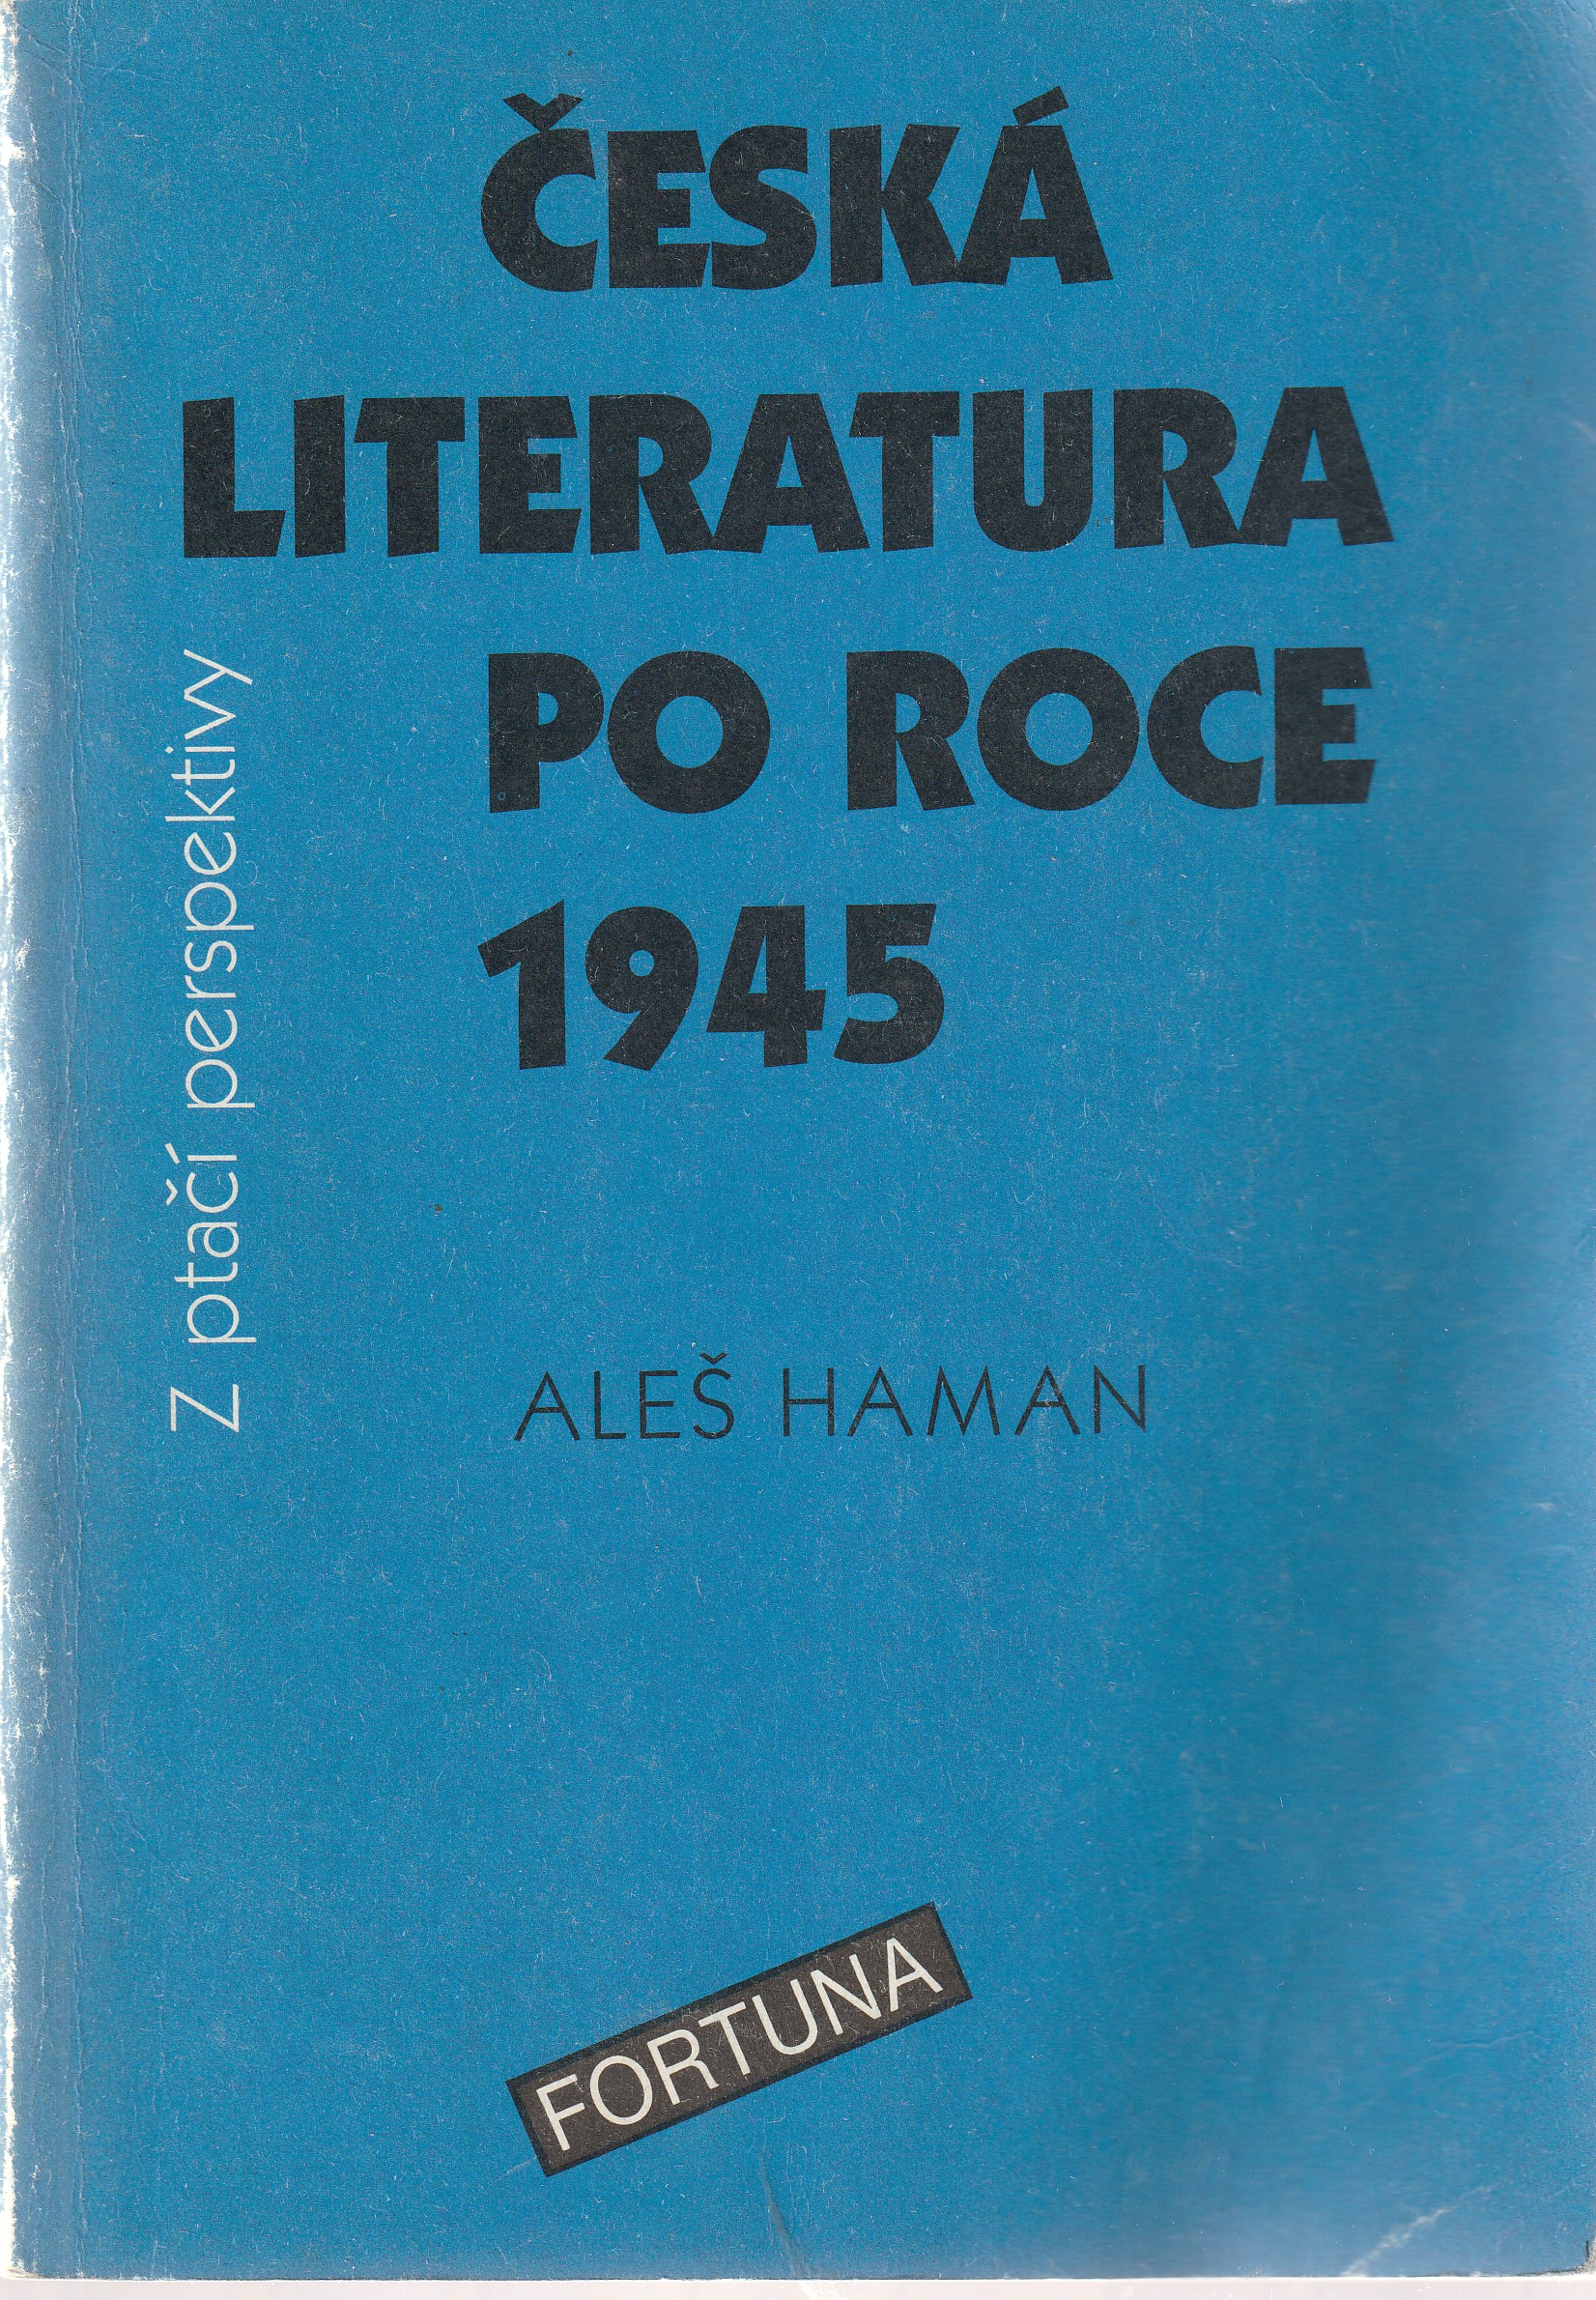 ČESKÁ
LITERATURA
PO ROCE
1945
Z ptačí perspektivy
ALEŠ HAMAN
FORTUNA